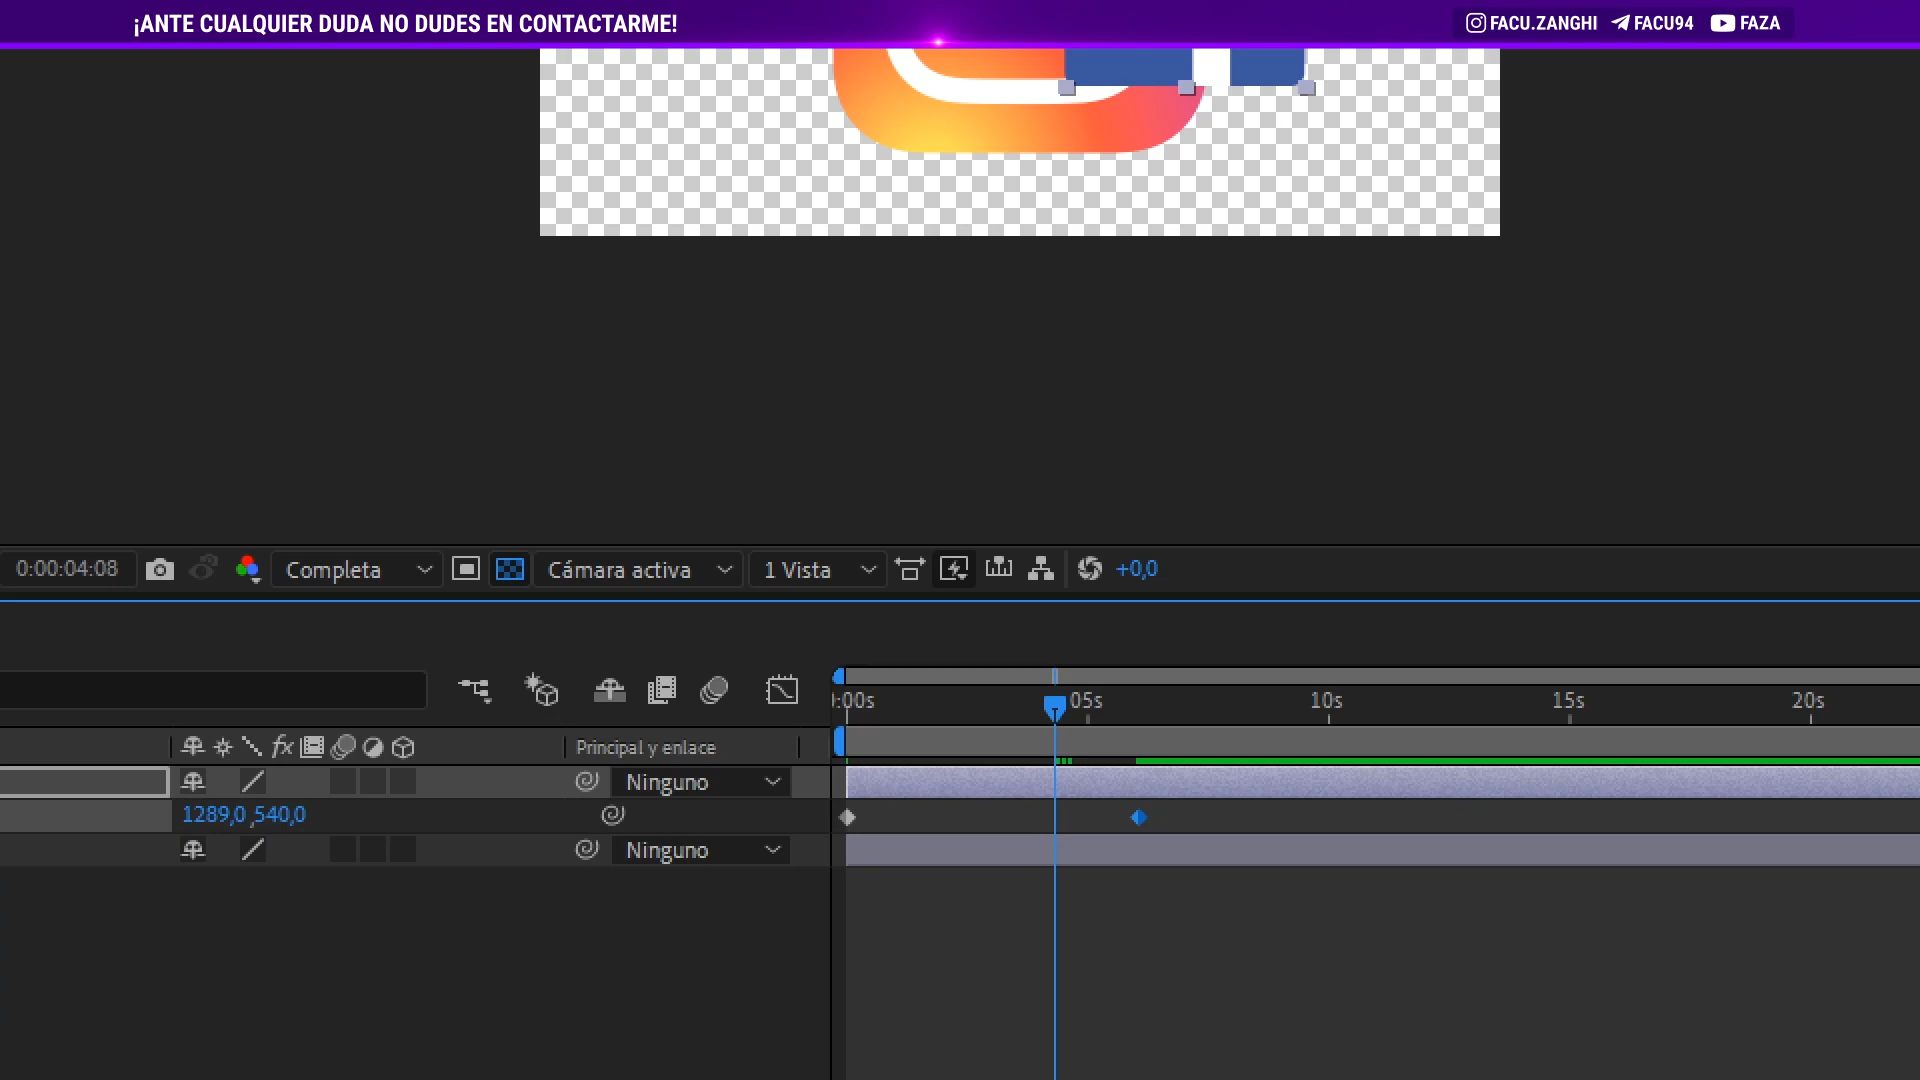 ¡ANTE CUALQUIER DUDA NO DUDES EN CONTACTARME!
FACU.ZANGHI FACU94 FAZA
0:00:04:08 Completa Cámara activa 1 Vista +0,0
:00s 05s 10s 15s 20s
fx Principal y enlace
Ninguno
1289,0 ,540,0
Ninguno